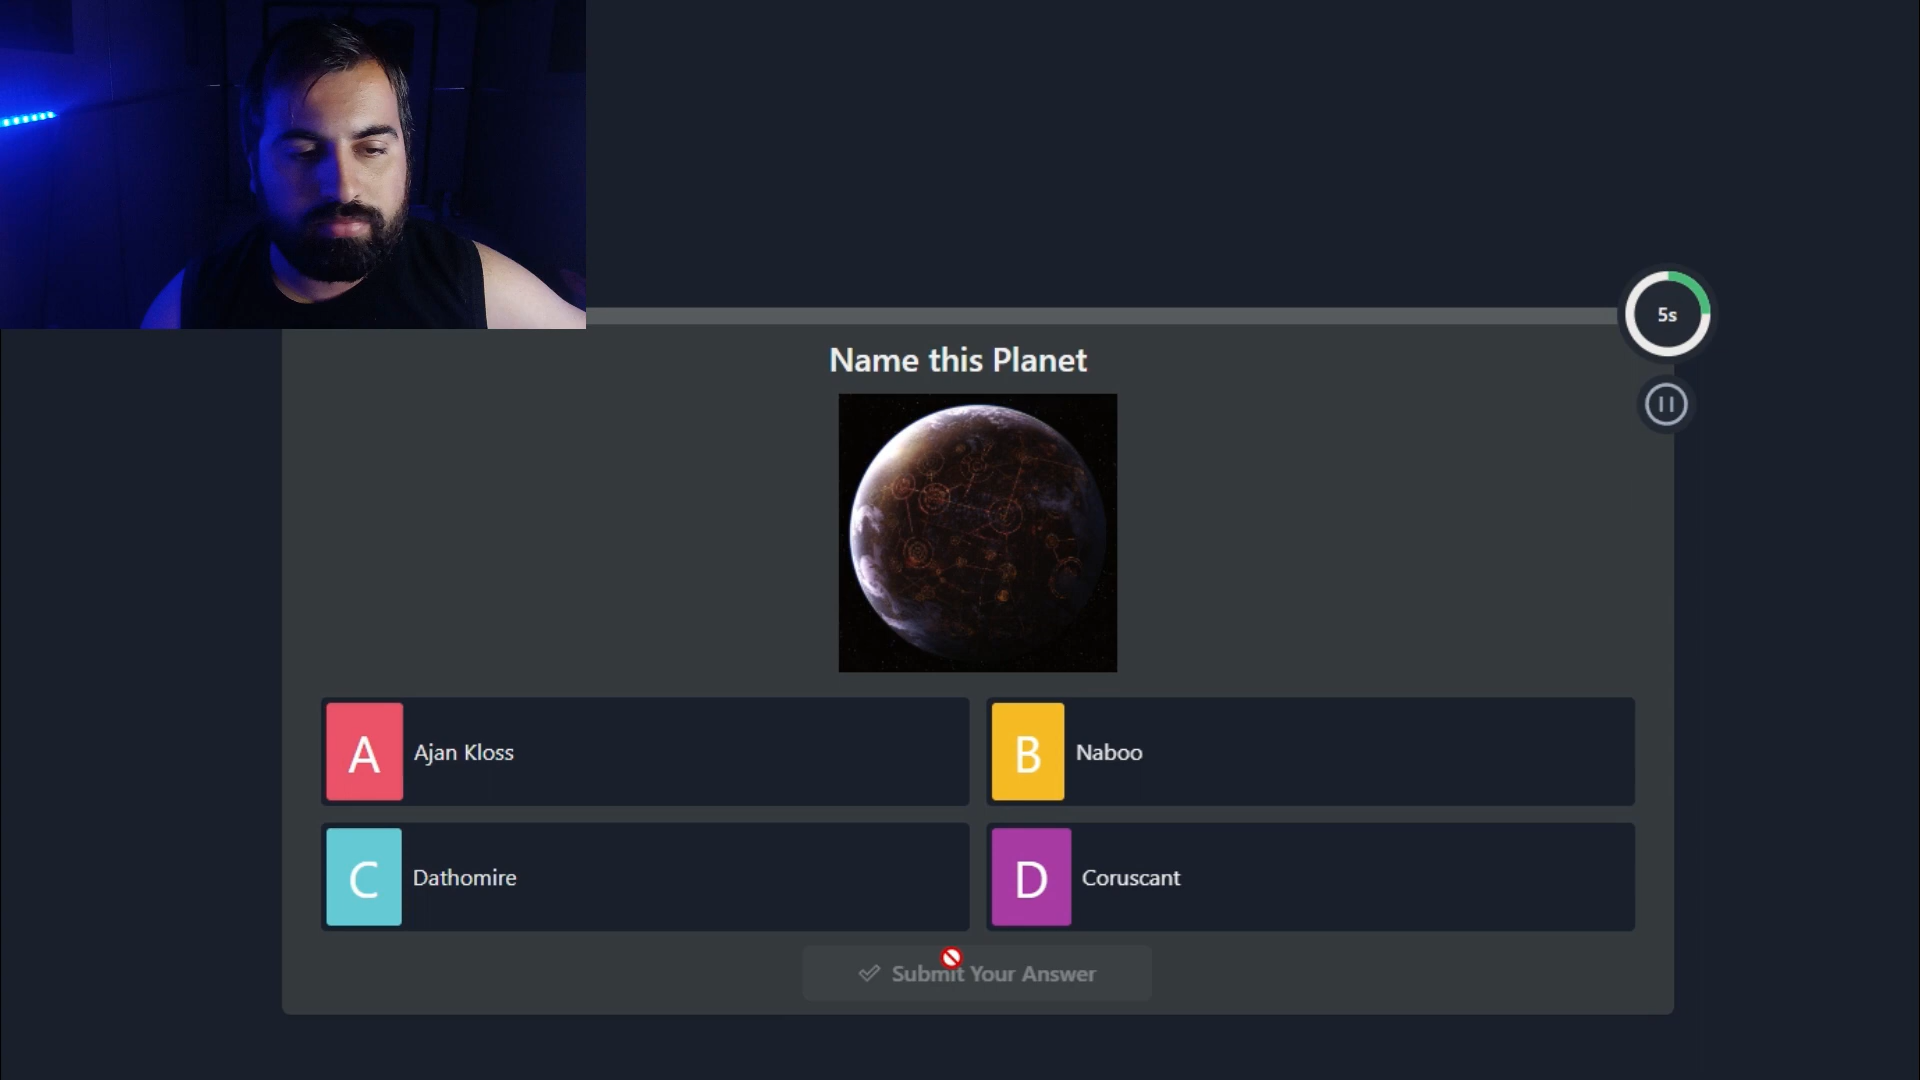 5s
Name this Planet
A Ajan Kloss
B Naboo
C Dathomire
D Coruscant
Submit Your Answer